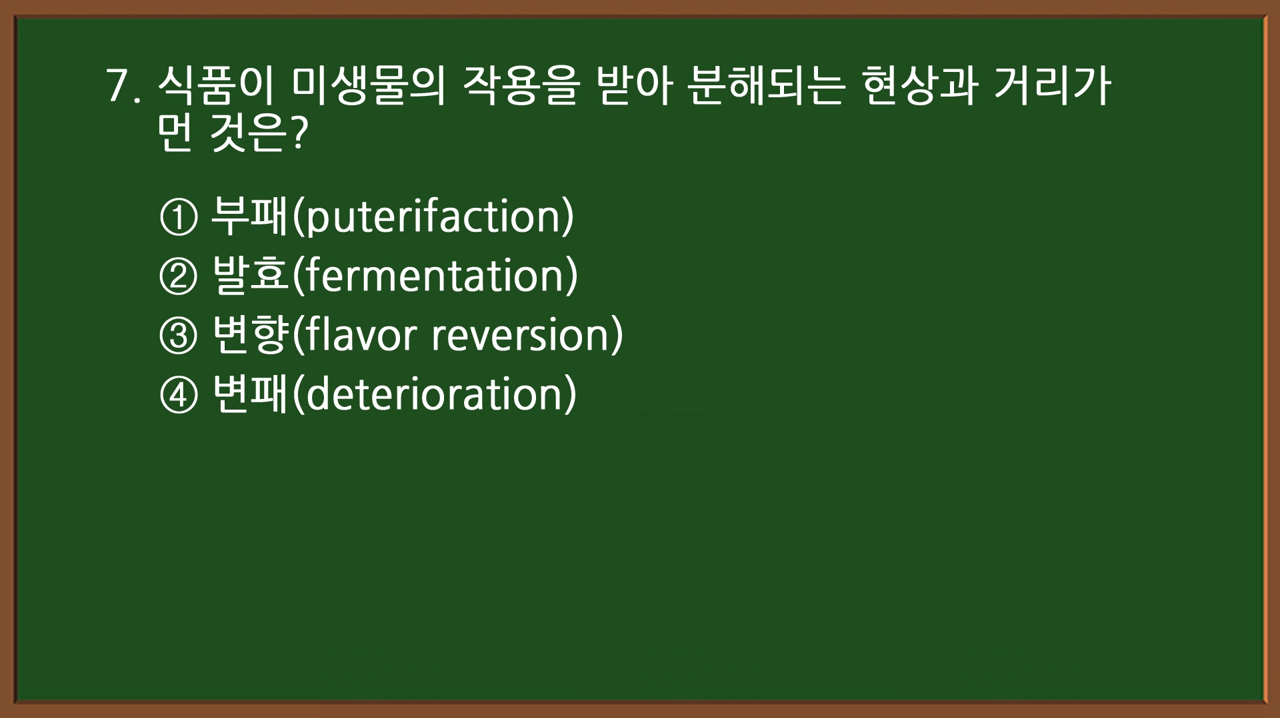 7. 식품이 미생물의 작용을 받아 분해되는 현상과 거리가
먼 것은?
① 부패(puterifaction)
② 발효(fermentation)
③ 변향(flavor reversion)
④ 변패(deterioration)